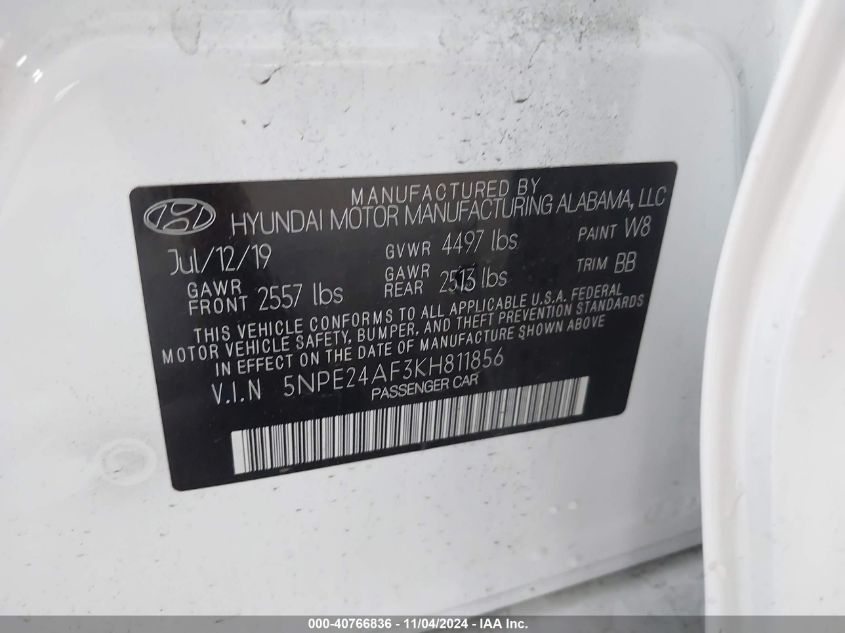 MANUFACTURED BY
HYUNDAI MOTOR MANUFACTURING ALABAMA, LLC
Jul/12/19 GVWR 4497 lbs PAINT W8
GAWR FRONT 2557 lbs GAWR REAR 2513 lbs TRIM BB
THIS VEHICLE CONFORMS TO ALL APPLICABLE U.S.A. FEDERAL
MOTOR VEHICLE SAFETY, BUMPER, AND THEFT PREVENTION STANDARDS
IN EFFECT ON THE DATE OF MANUFACTURE SHOWN ABOVE
V.I.N 5NPE24AF3KH811856
PASSENGER CAR
000-40766836 - 11/04/2024 - IAA Inc.